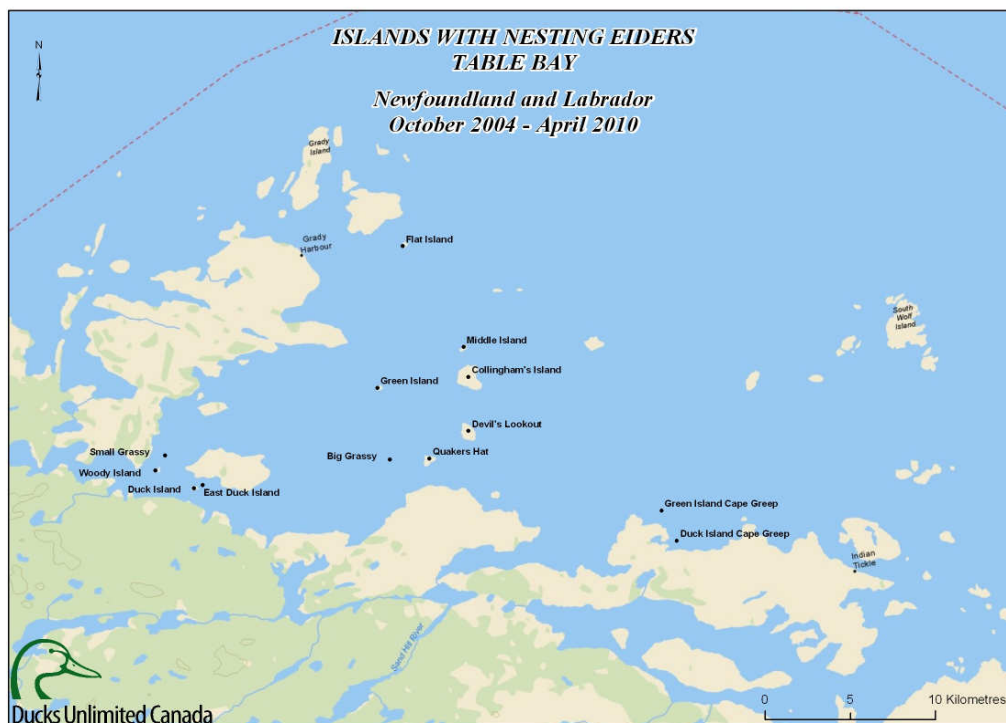 ISLANDS WITH NESTING EIDERS
TABLE BAY
Newfoundland and Labrador
October 2004 - April 2010
N
Grady
Island
Grady
Harbour
Flat Island
South
Wolf
Island
Middle Island
Collingham's Island
Green Island
Devil's Lookout
Small Grassy
Big Grassy
Quakers Hat
Woody Island
Duck Island
East Duck Island
Green Island Cape Greep
Duck Island Cape Greep
Indian
Tickle
Sand Hill River
Ducks Unlimited Canada
0 5 10 Kilometres